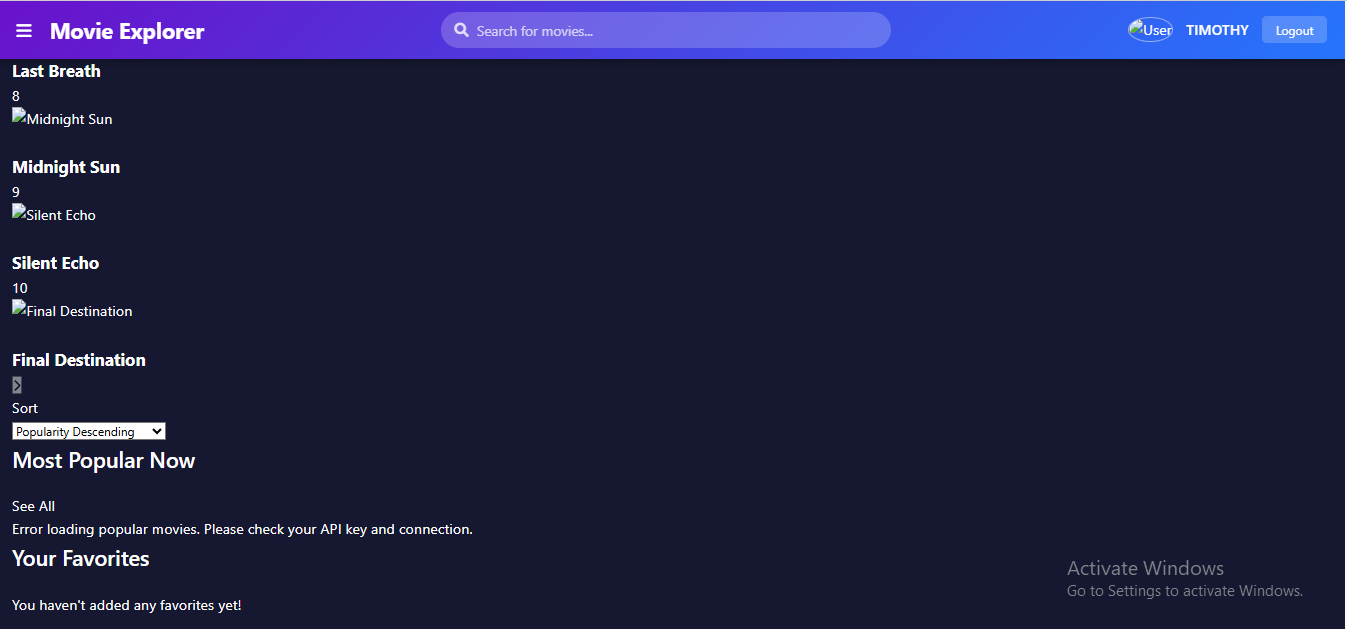 Movie Explorer
Search for movies...
User
TIMOTHY
Logout
Last Breath
8
Midnight Sun
Midnight Sun
9
Silent Echo
Silent Echo
10
Final Destination
Final Destination
Sort
Popularity Descending
Most Popular Now
See All
Error loading popular movies. Please check your API key and connection.
Your Favorites
You haven't added any favorites yet!
Activate Windows
Go to Settings to activate Windows.